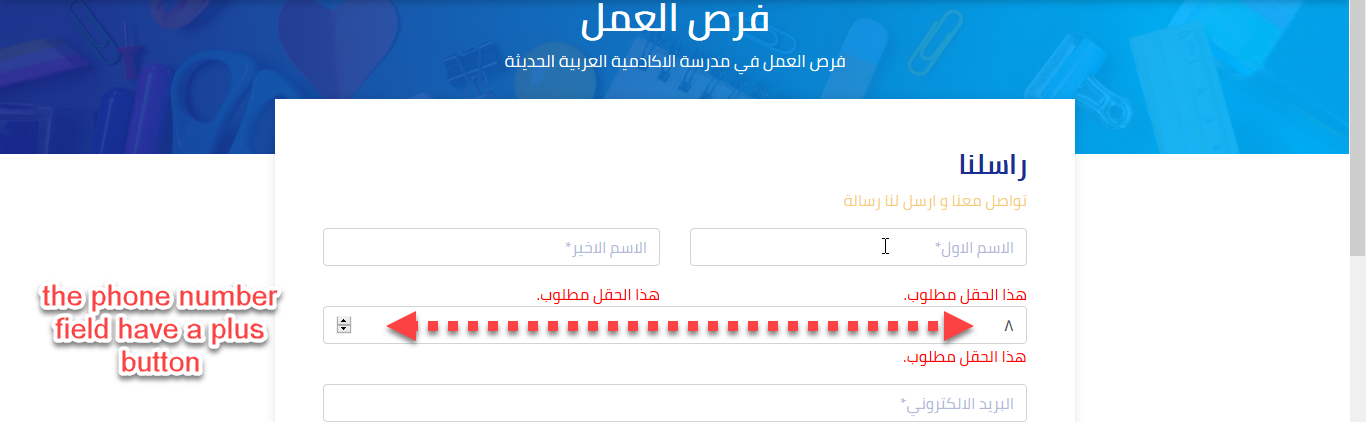 فرص العمل
فرص العمل في مدرسة الاكادمية العربية الحديثة
راسلنا
تواصل معنا و ارسل لنا رسالة
الاسم الاول*
الاسم الاخير*
هذا الحقل مطلوب.
هذا الحقل مطلوب.
the phone number
field have a plus
button
٨
هذا الحقل مطلوب.
البريد الالكتروني*